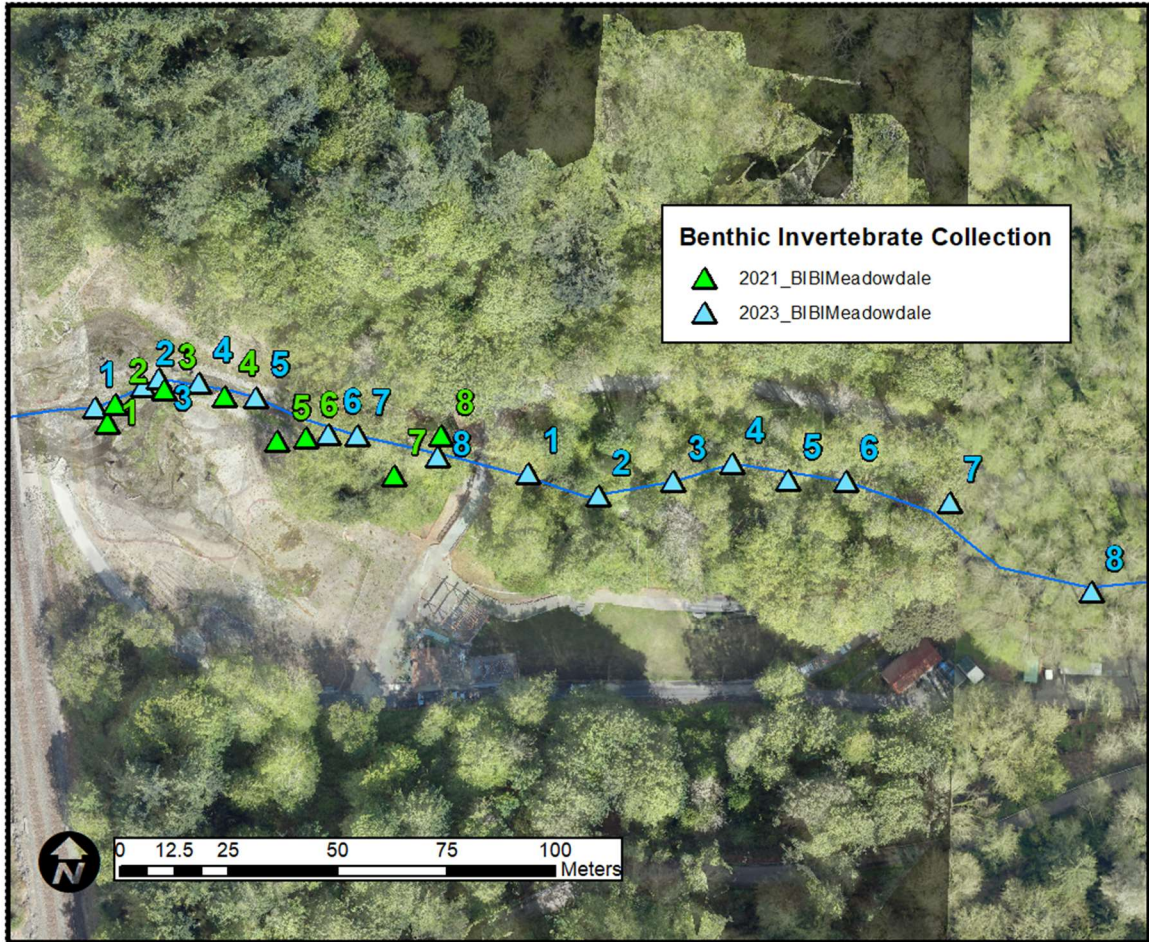 Benthic Invertebrate Collection
2021_BIBIMeadowdale
2023_BIBIMeadowdale
1 2 2 3 4 4 5
1 3
5 6 6 7 8
7 8 1 2 3 4 5 6 7
8
0 12.5 25 50 75 100
Meters
N